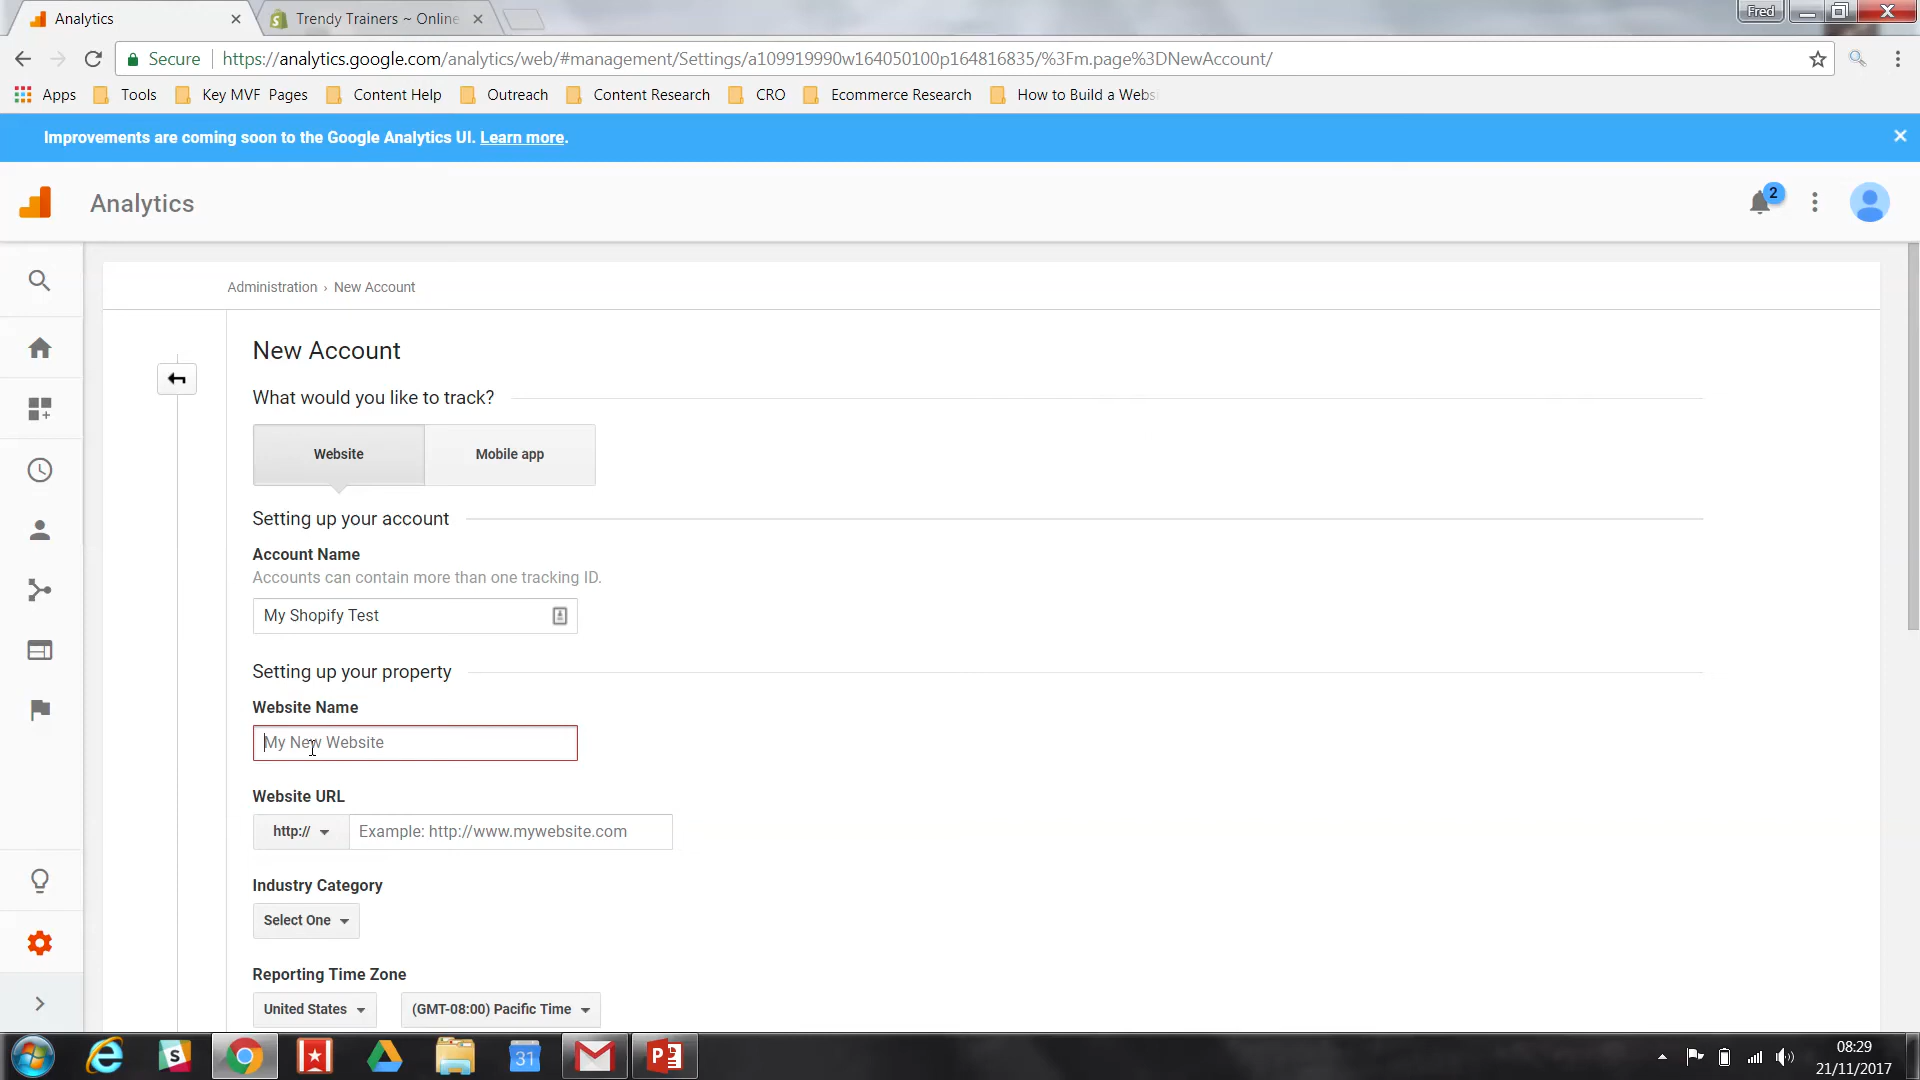 Analytics
Trendy Trainers ~ Online
Fred
Secure
https://analytics.google.com/analytics/web/#management/Settings/a109919990w164050100p164816835/%3Fm.page%3DNewAccount/
Apps
Tools
Key MVF Pages
Content Help
Outreach
Content Research
CRO
Ecommerce Research
How to Build a Webs
Improvements are coming soon to the Google Analytics UI. Learn more.
Analytics
2
Administration › New Account
New Account
What would you like to track?
Website
Mobile app
Setting up your account
Account Name
Accounts can contain more than one tracking ID.
My Shopify Test
Setting up your property
Website Name
My New Website
Website URL
http://
Example: http://www.mywebsite.com
Industry Category
Select One
Reporting Time Zone
United States
(GMT-08:00) Pacific Time
31
08:29
21/11/2017